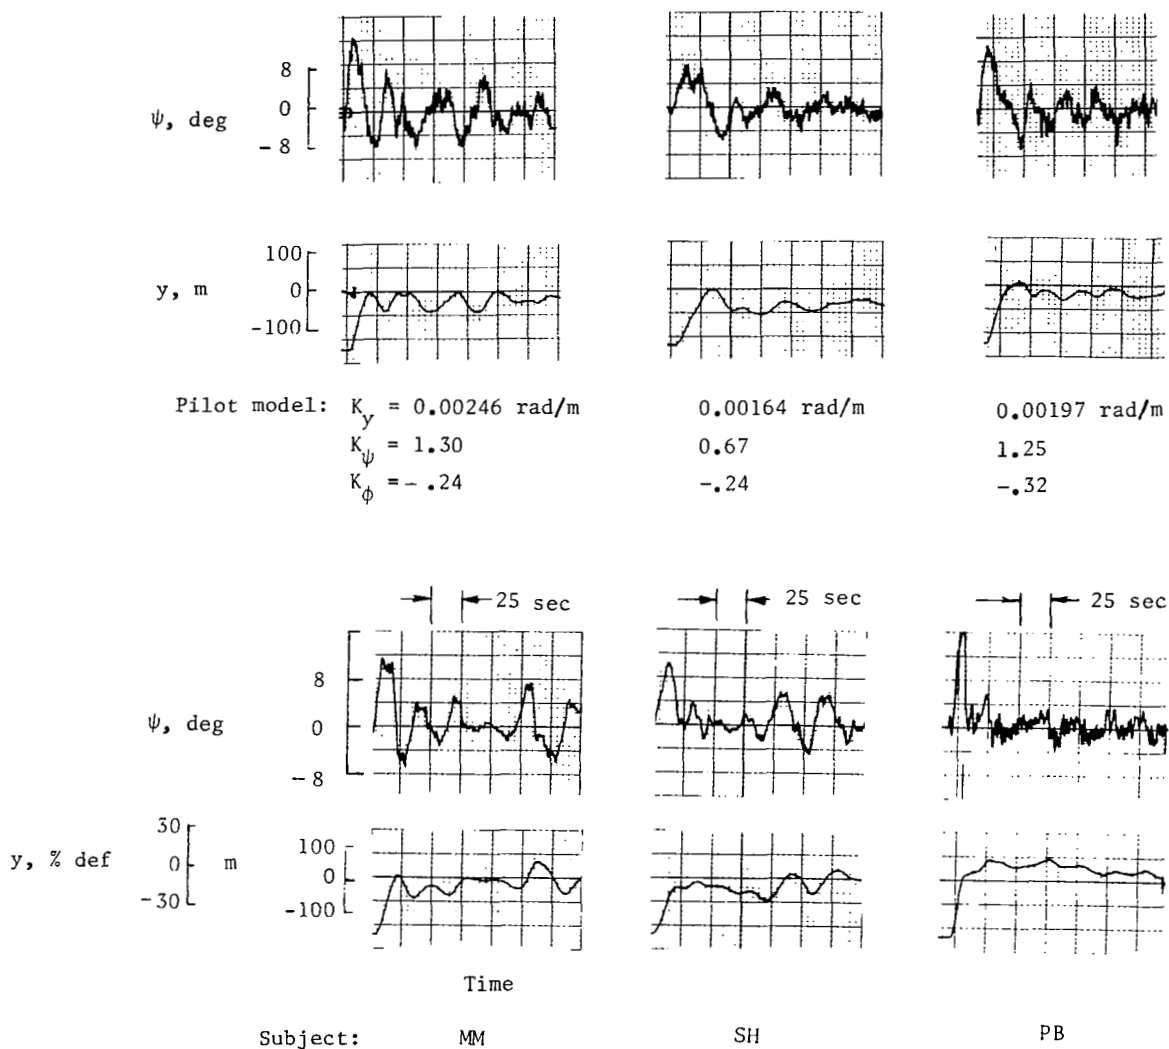 8
ψ, deg
0
-8
100
y, m
0
-100
Pilot model: K_y = 0.00246 rad/m 0.00164 rad/m 0.00197 rad/m
K_ψ = 1.30 0.67 1.25
K_ϕ = -.24 -.24 -.32
25 sec 25 sec 25 sec
8
ψ, deg
0
-8
30 100
y, % def 0 m 0
-30 -100
Time
Subject: MM SH PB